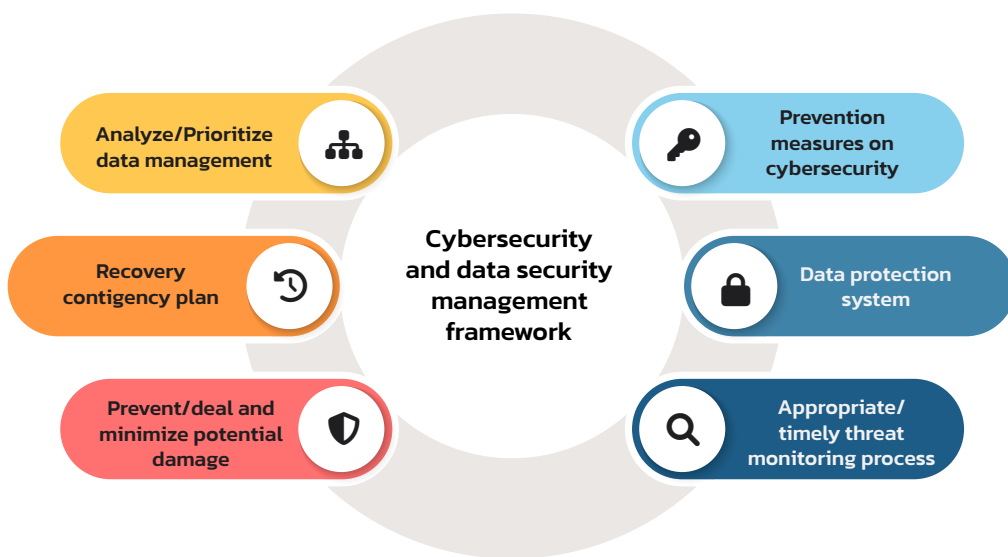 Analyze/Prioritize
data management
Recovery
contigency plan
Prevent/deal and
minimize potential
damage
Cybersecurity
and data security
management
framework
Prevention
measures on
cybersecurity
Data protection
system
Appropriate/
timely threat
monitoring process